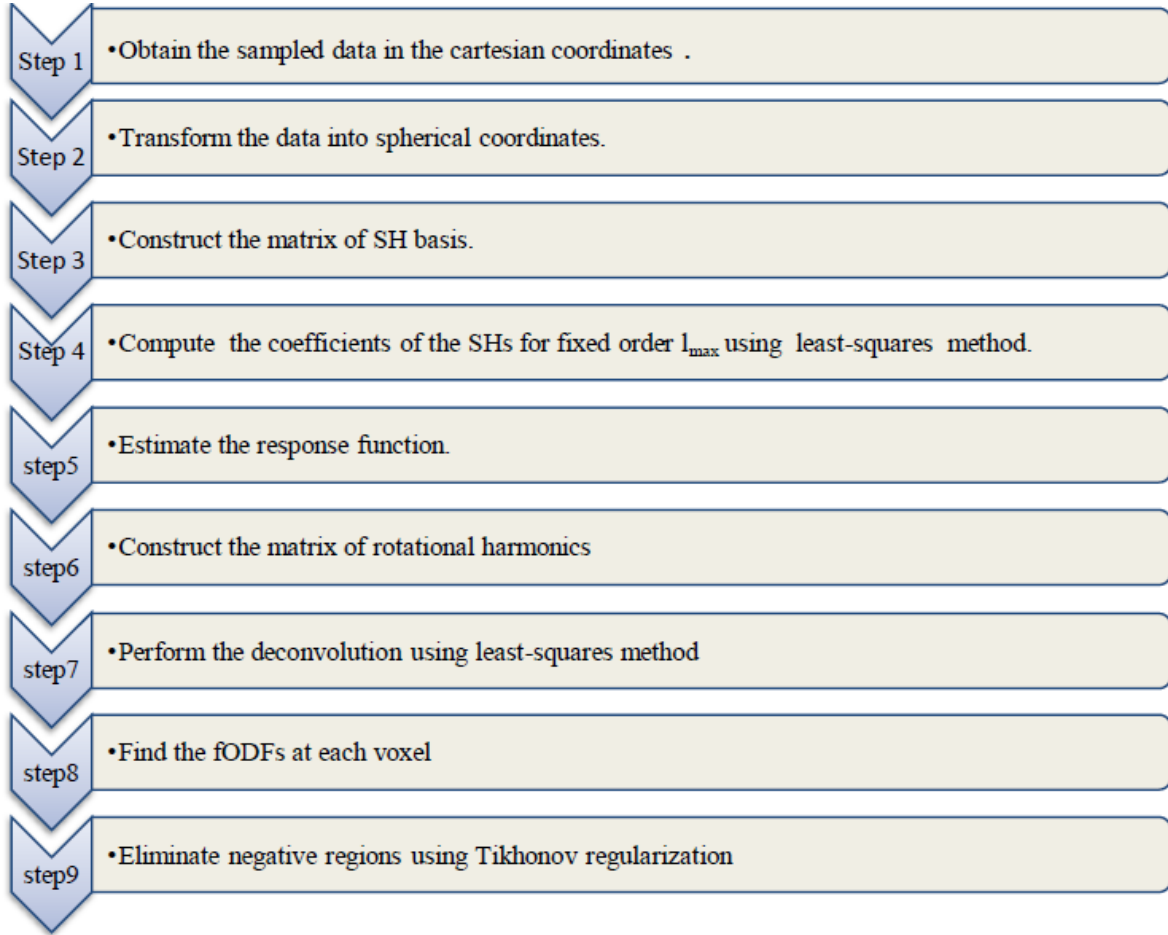 Step 1
•Obtain the sampled data in the cartesian coordinates .
Step 2
•Transform the data into spherical coordinates.
Step 3
•Construct the matrix of SH basis.
Step 4
•Compute the coefficients of the SHs for fixed order lmax using least-squares method.
step5
•Estimate the response function.
step6
•Construct the matrix of rotational harmonics
step7
•Perform the deconvolution using least-squares method
step8
•Find the fODFs at each voxel
step9
•Eliminate negative regions using Tikhonov regularization